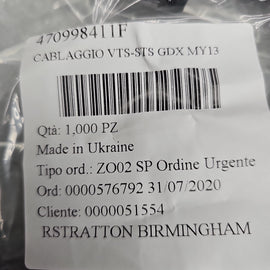 470998411F
CABLAGGIO VTS-STS GDX MY13
Qtà: 1,000 PZ
Made in Ukraine
Tipo ord.: ZO02 SP Ordine Urgente
Ord: 0000576792 31/07/2020
Cliente: 0000051554
RSTRATTON BIRMINGHAM